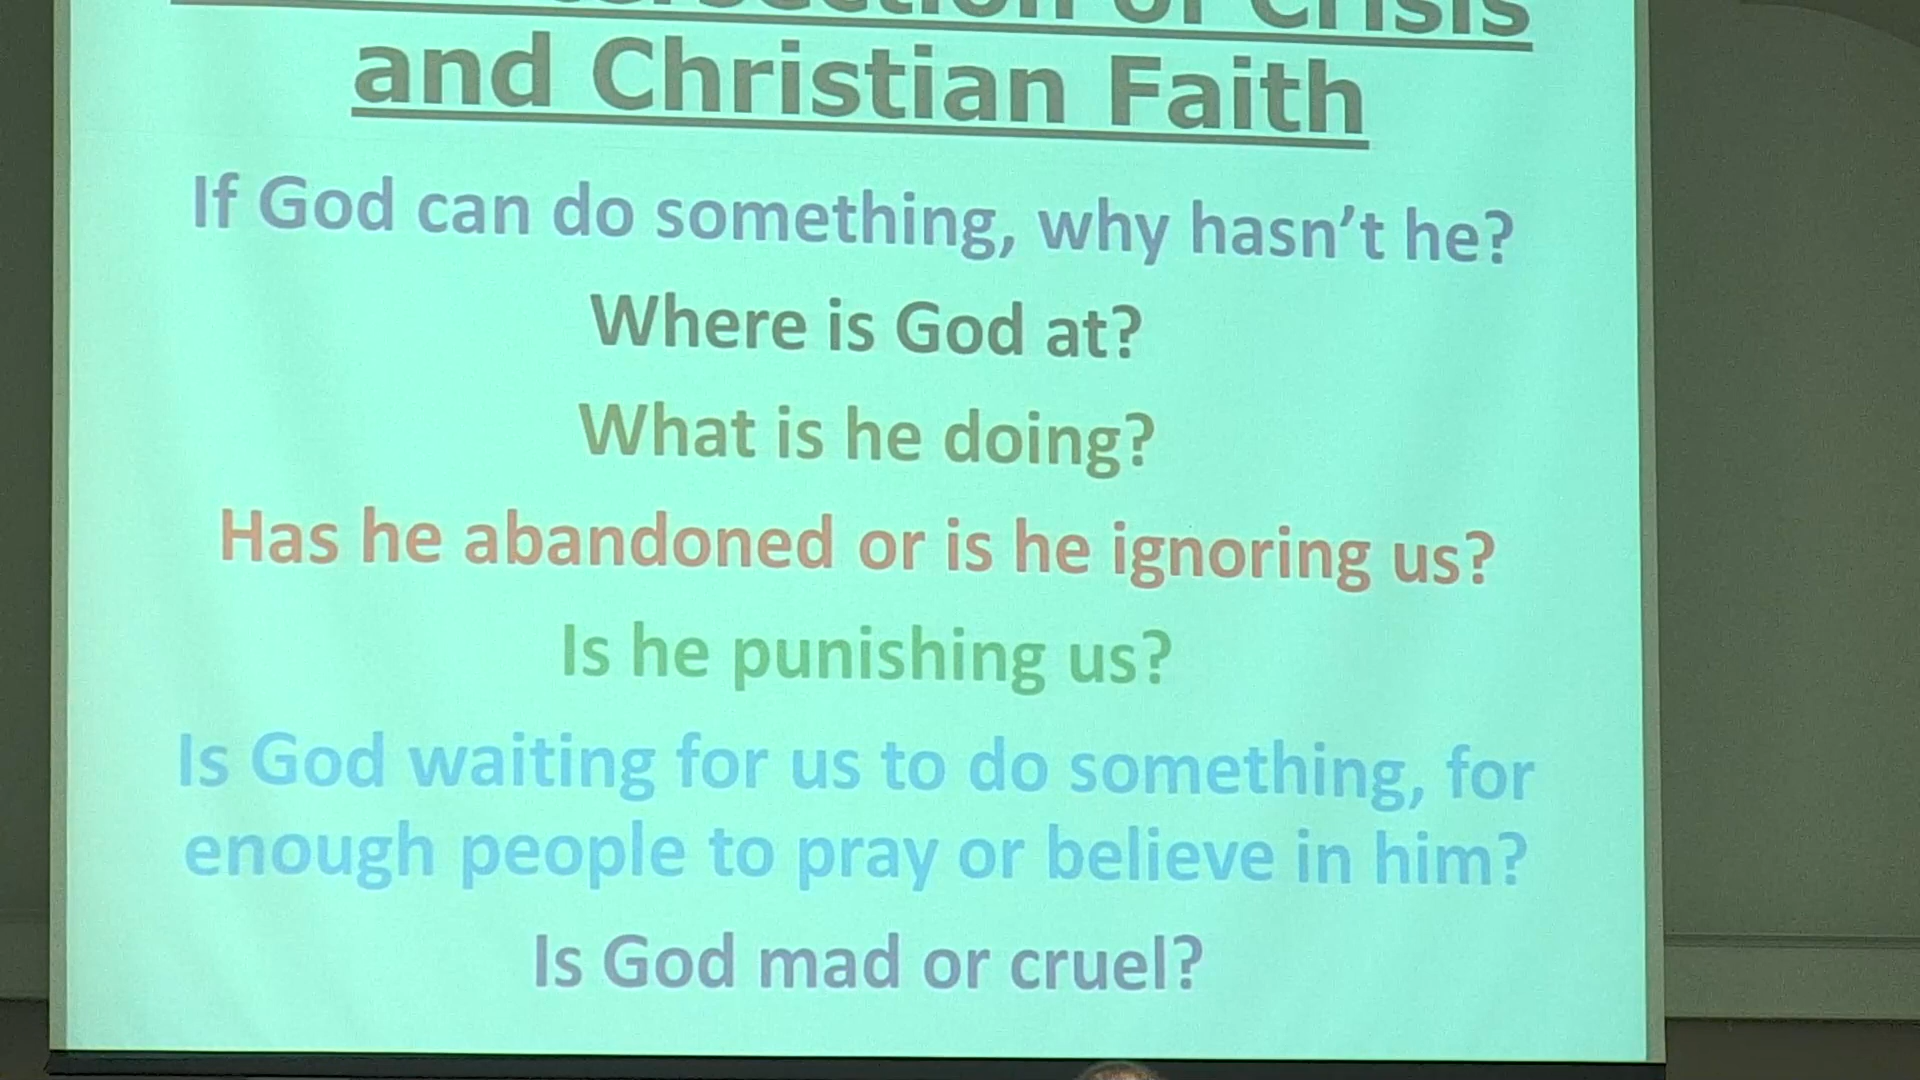 of Crisis
and Christian Faith
If God can do something, why hasn't he?
Where is God at?
What is he doing?
Has he abandoned or is he ignoring us?
Is he punishing us?
Is God waiting for us to do something, for
enough people to pray or believe in him?
Is God mad or cruel?